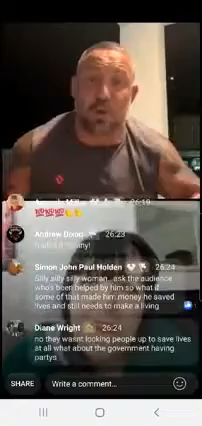 26:19
💯💯💯👏👏
Andrew Dixon 26:23
Simon John Paul Holden 26:24
Silly silly silly woman.. ask the audience
who's been helped by him so what if
some of that made him money he saved
lives and still needs to make a living
Diane Wright 26:24
no they wasnt looking people up to save lives
at all what about the government having
partys
SHARE
Write a comment...